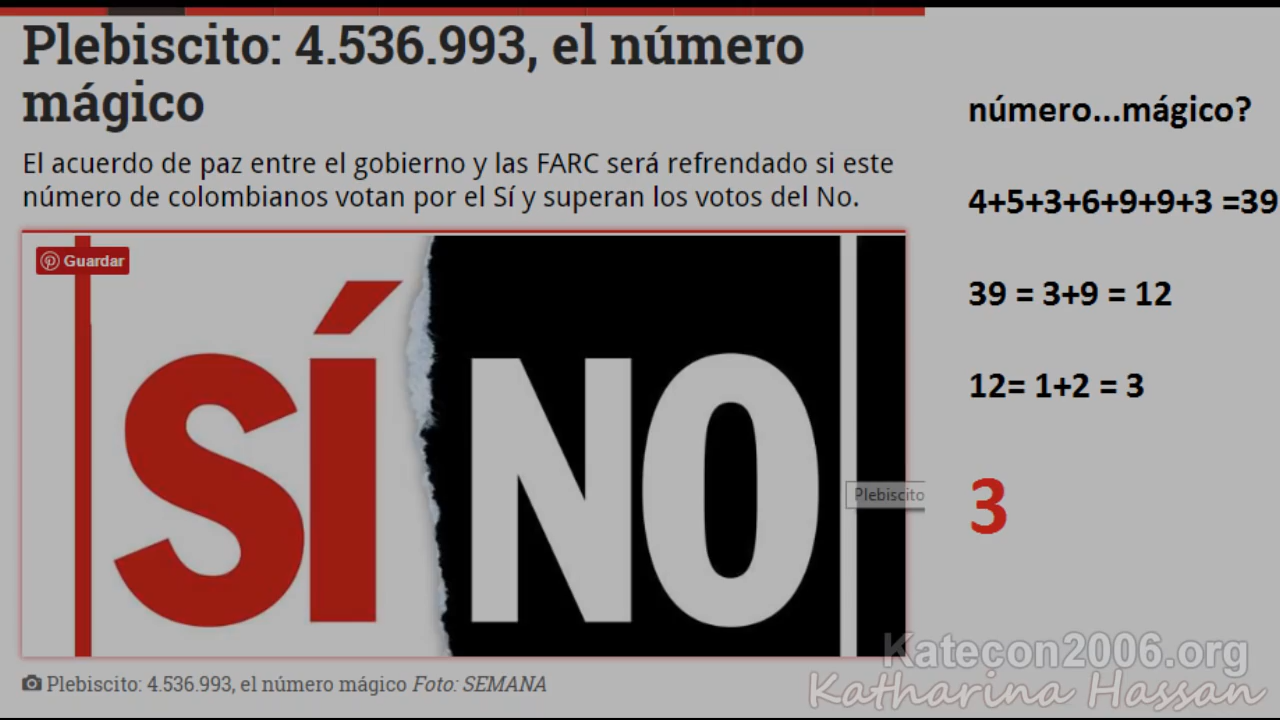 Plebiscito: 4.536.993, el número
mágico
El acuerdo de paz entre el gobierno y las FARC será refrendado si este
número de colombianos votan por el Sí y superan los votos del No.
Guardar
SÍ NO
Plebiscito
Plebiscito: 4.536.993, el número mágico Foto: SEMANA
número...mágico?
4+5+3+6+9+9+3 =39
39 = 3+9 = 12
12= 1+2 = 3
3
Katecon2006.org
Katharina Hassan